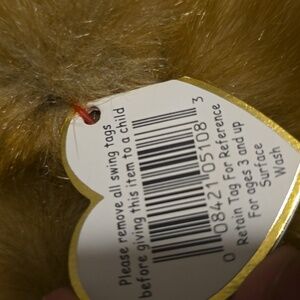 Please remove all swing tags
before giving this item to a child
0 08421 05108 3
Retain Tag For Reference
For ages 3 and up
Surface
Wash